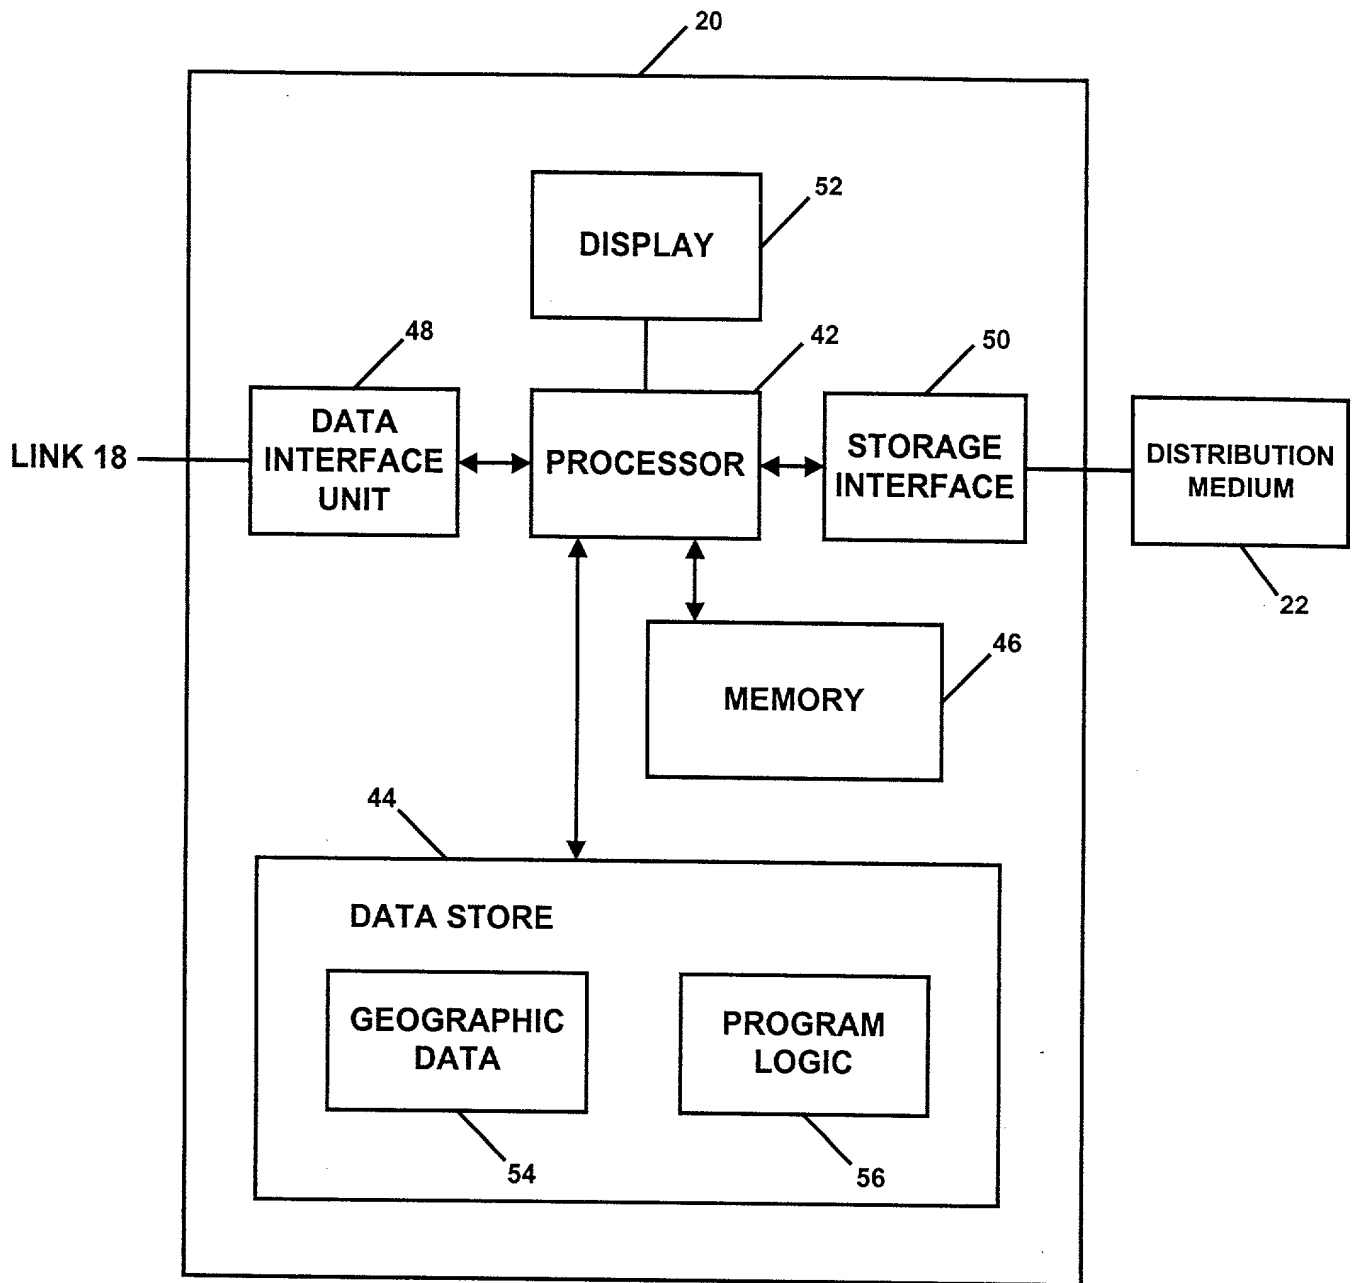 20
52
DISPLAY
48
42
50
DATA
INTERFACE
UNIT
LINK 18
PROCESSOR
STORAGE
INTERFACE
DISTRIBUTION
MEDIUM
22
46
MEMORY
44
DATA STORE
GEOGRAPHIC
DATA
PROGRAM
LOGIC
54
56